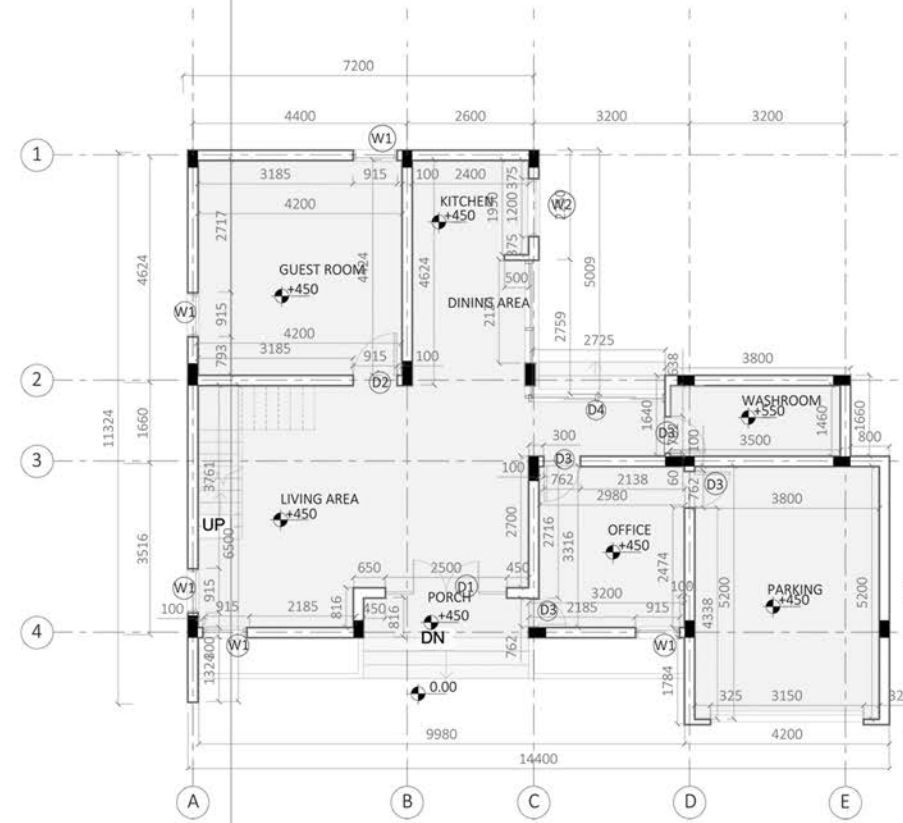 7200
4400 2600 3200 3200
W1
1
3185 915 100 2400 375
KITCHEN
+450
1950 1200 W2
4200
2717
4624 4424 4624 375 5009
GUEST ROOM
+450
500
DINING AREA
W1 915 2759
4200
3185 915 100 2725
793 638 3800
2 D2
WASHROOM
+550
D4
1660 1640 1460 1660
11324
D3 100 3500 800
300
3 100 D3
762 2138 60 762 D3
2980 3800
3761
LIVING AREA
+450
UP
6500 2700 2716 3316
OFFICE
+450
3516 2474
650 2500 450
D1
W1 915 3200 100
PARKING
+450
PORCH
+450
100 915 2185 816 450 816 D3 2185 915 4338 5200 5200
4 DN
W1 762 W1
800
1324
0.00
1784
325 3150
9980 4200
14400
A B C D E